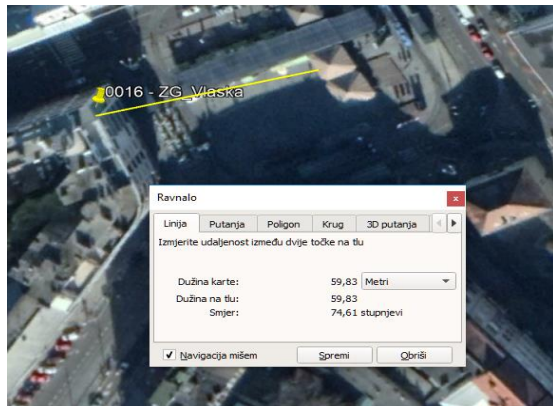 0016 - ZG_Vlaska
Ravnalo
x
Linija Putanja Poligon Krug 3D putanja
Izmjerite udaljenost između dvije točke na tlu
Dužina karte: 59,83 Metri
Dužina na tlu: 59,83
Smjer: 74,61 stupnjevi
Navigacija mišem Spremi Obriši